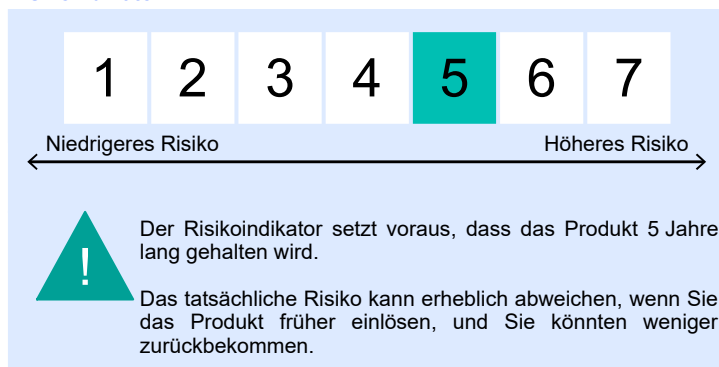 1 2 3 4 5 6 7
Niedrigeres Risiko Höheres Risiko
!
Der Risikoindikator setzt voraus, dass das Produkt 5 Jahre
lang gehalten wird.
Das tatsächliche Risiko kann erheblich abweichen, wenn Sie
das Produkt früher einlösen, und Sie könnten weniger
zurückbekommen.